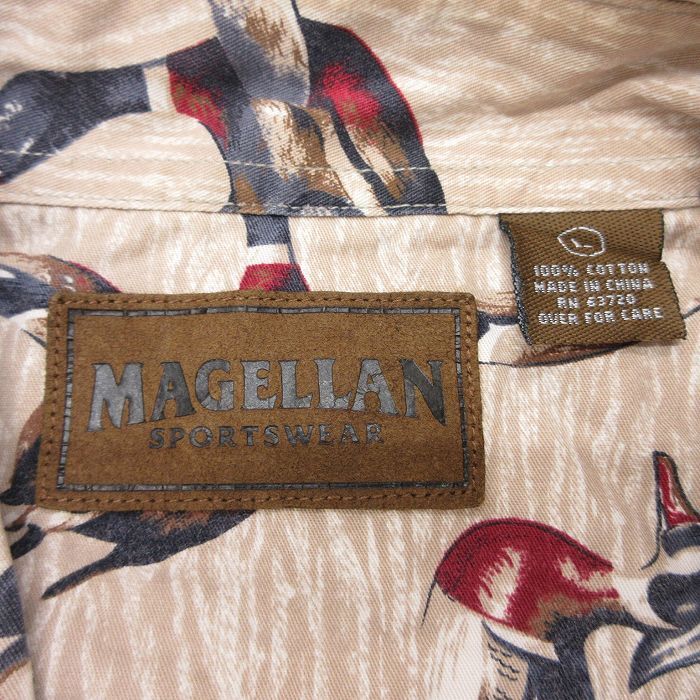 MAGELLAN
SPORTSWEAR
L
100% COTTON
MADE IN CHINA
RN 63720
OVER FOR CARE